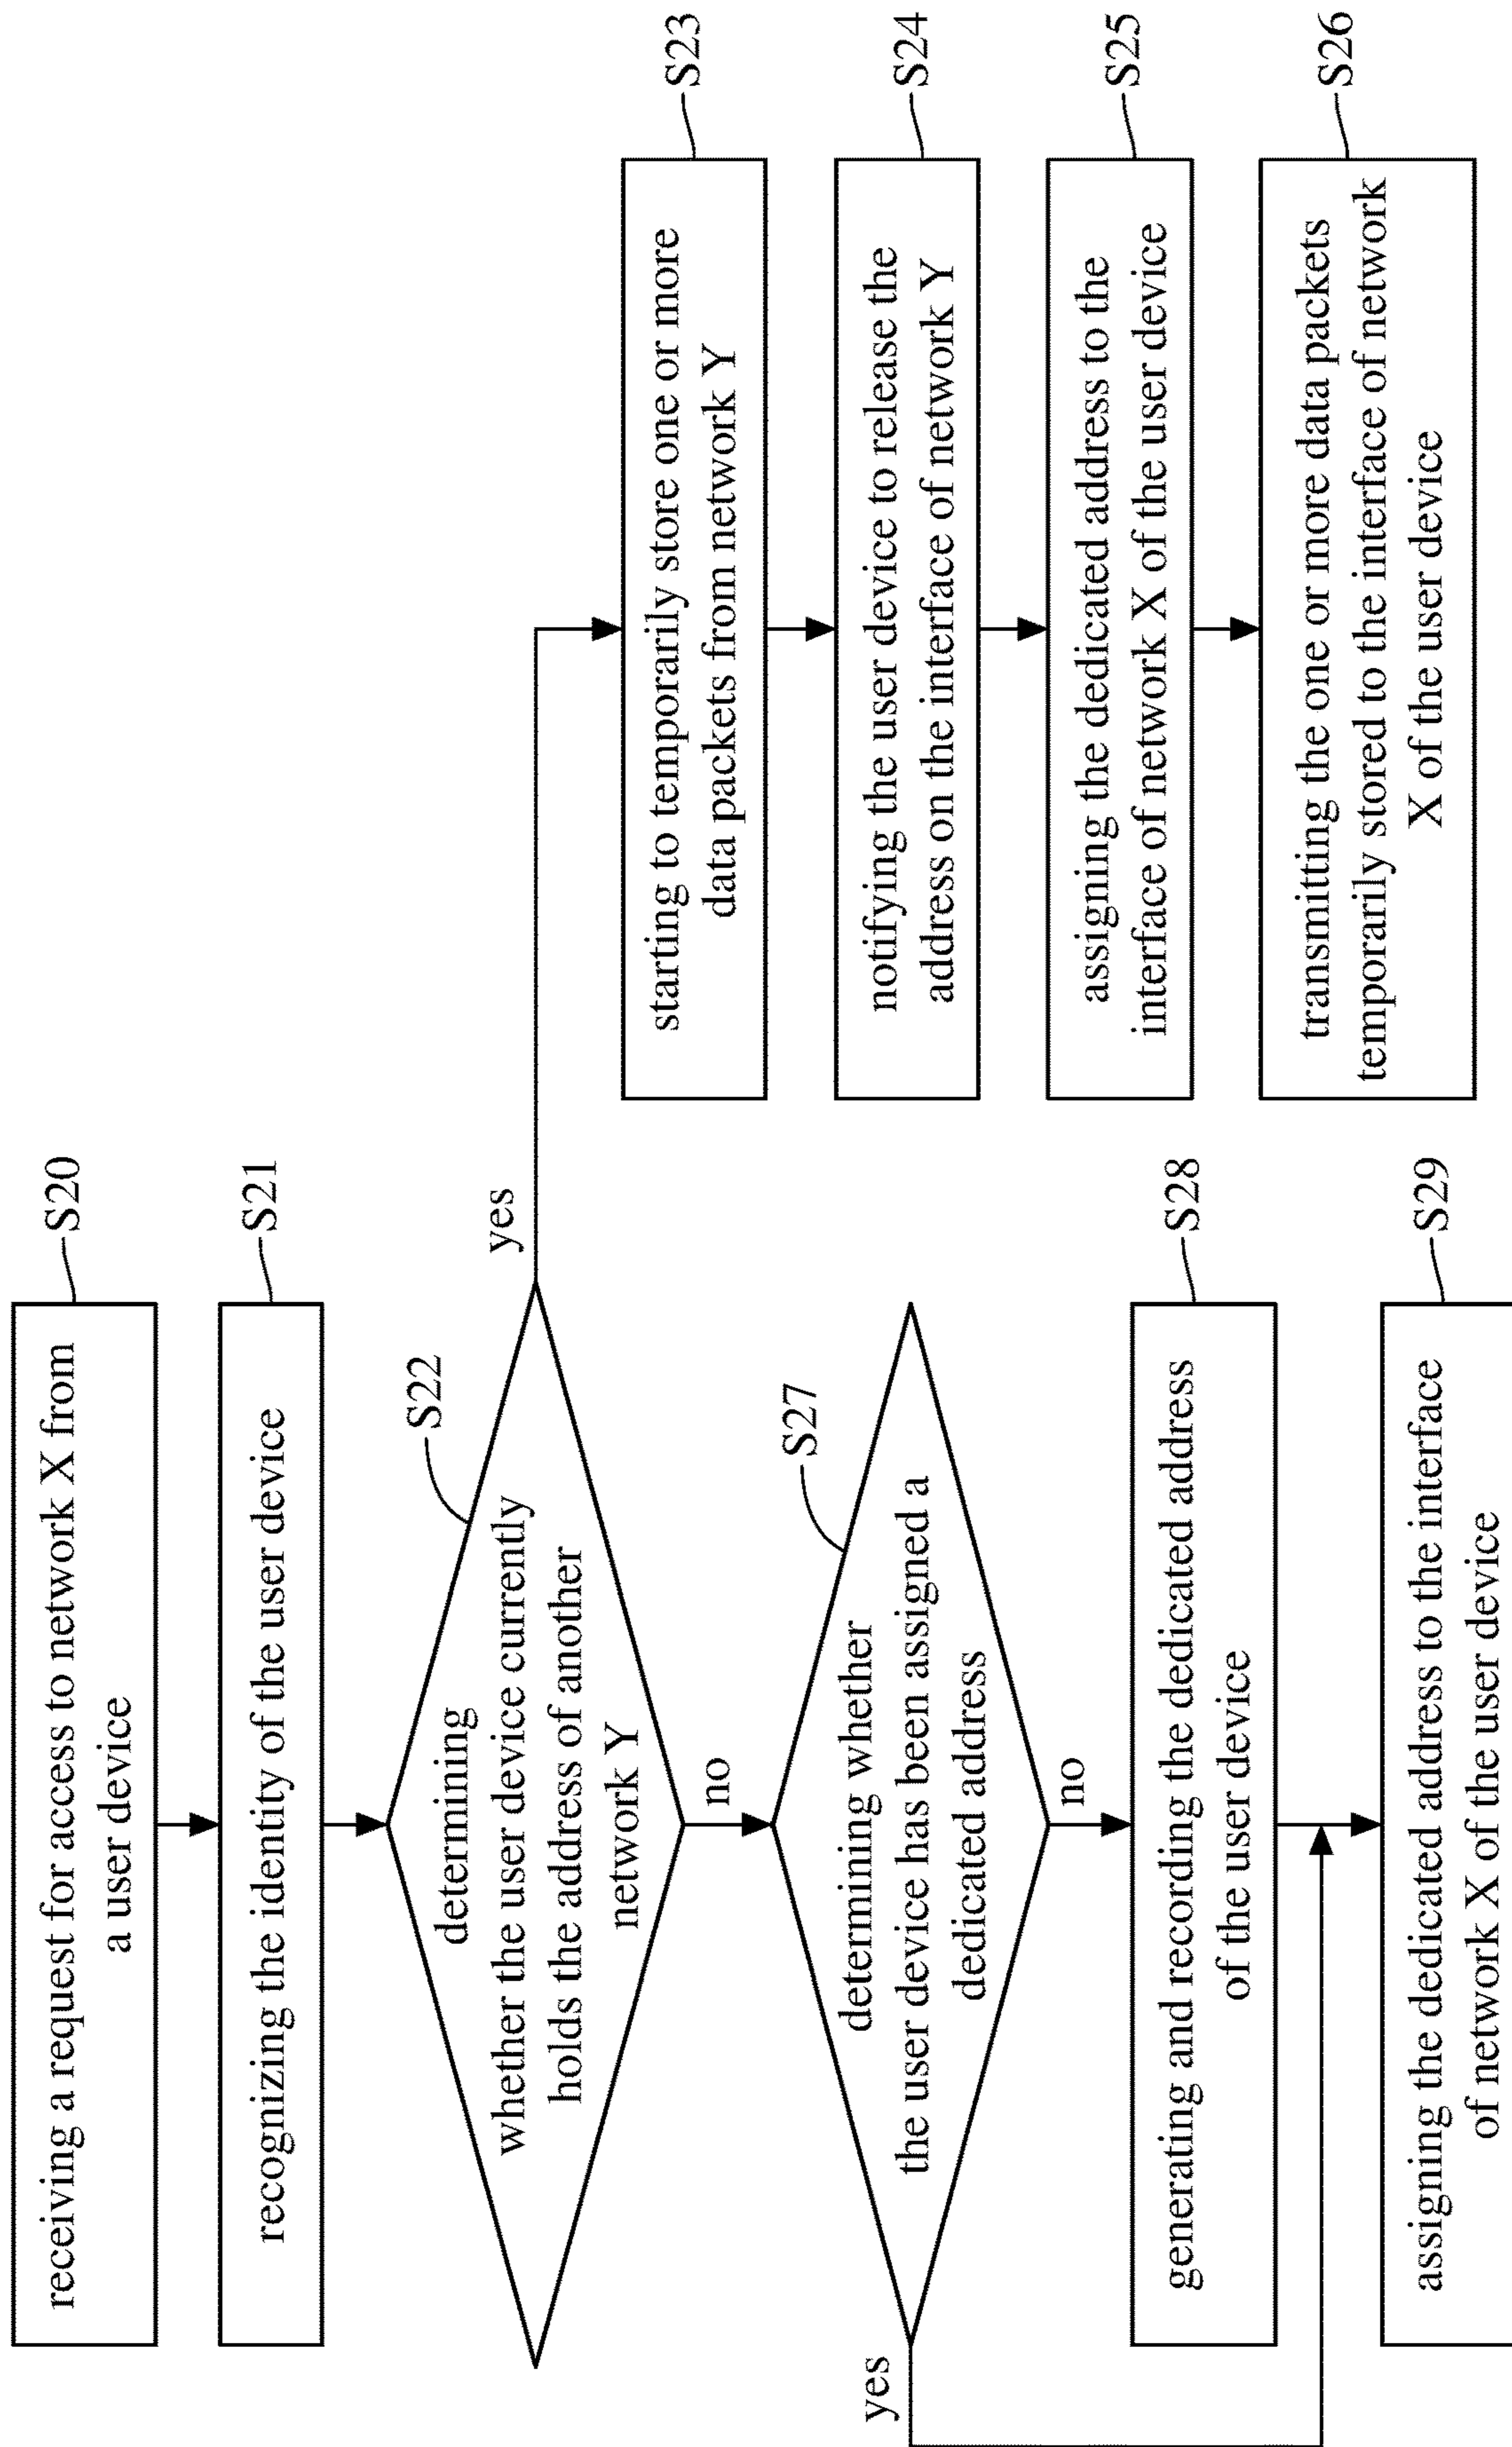 receiving a request for access to network X from
a user device
S20
recognizing the identity of the user device
S21
determining
whether the user device currently
holds the address of another
network Y
S22
yes
no
starting to temporarily store one or more
data packets from network Y
S23
notifying the user device to release the
address on the interface of network Y
S24
assigning the dedicated address to the
interface of network X of the user device
S25
transmitting the one or more data packets
temporarily stored to the interface of network
X of the user device
S26
determining whether
the user device has been assigned a
dedicated address
S27
yes
no
generating and recording the dedicated address
of the user device
S28
assigning the dedicated address to the interface
of network X of the user device
S29